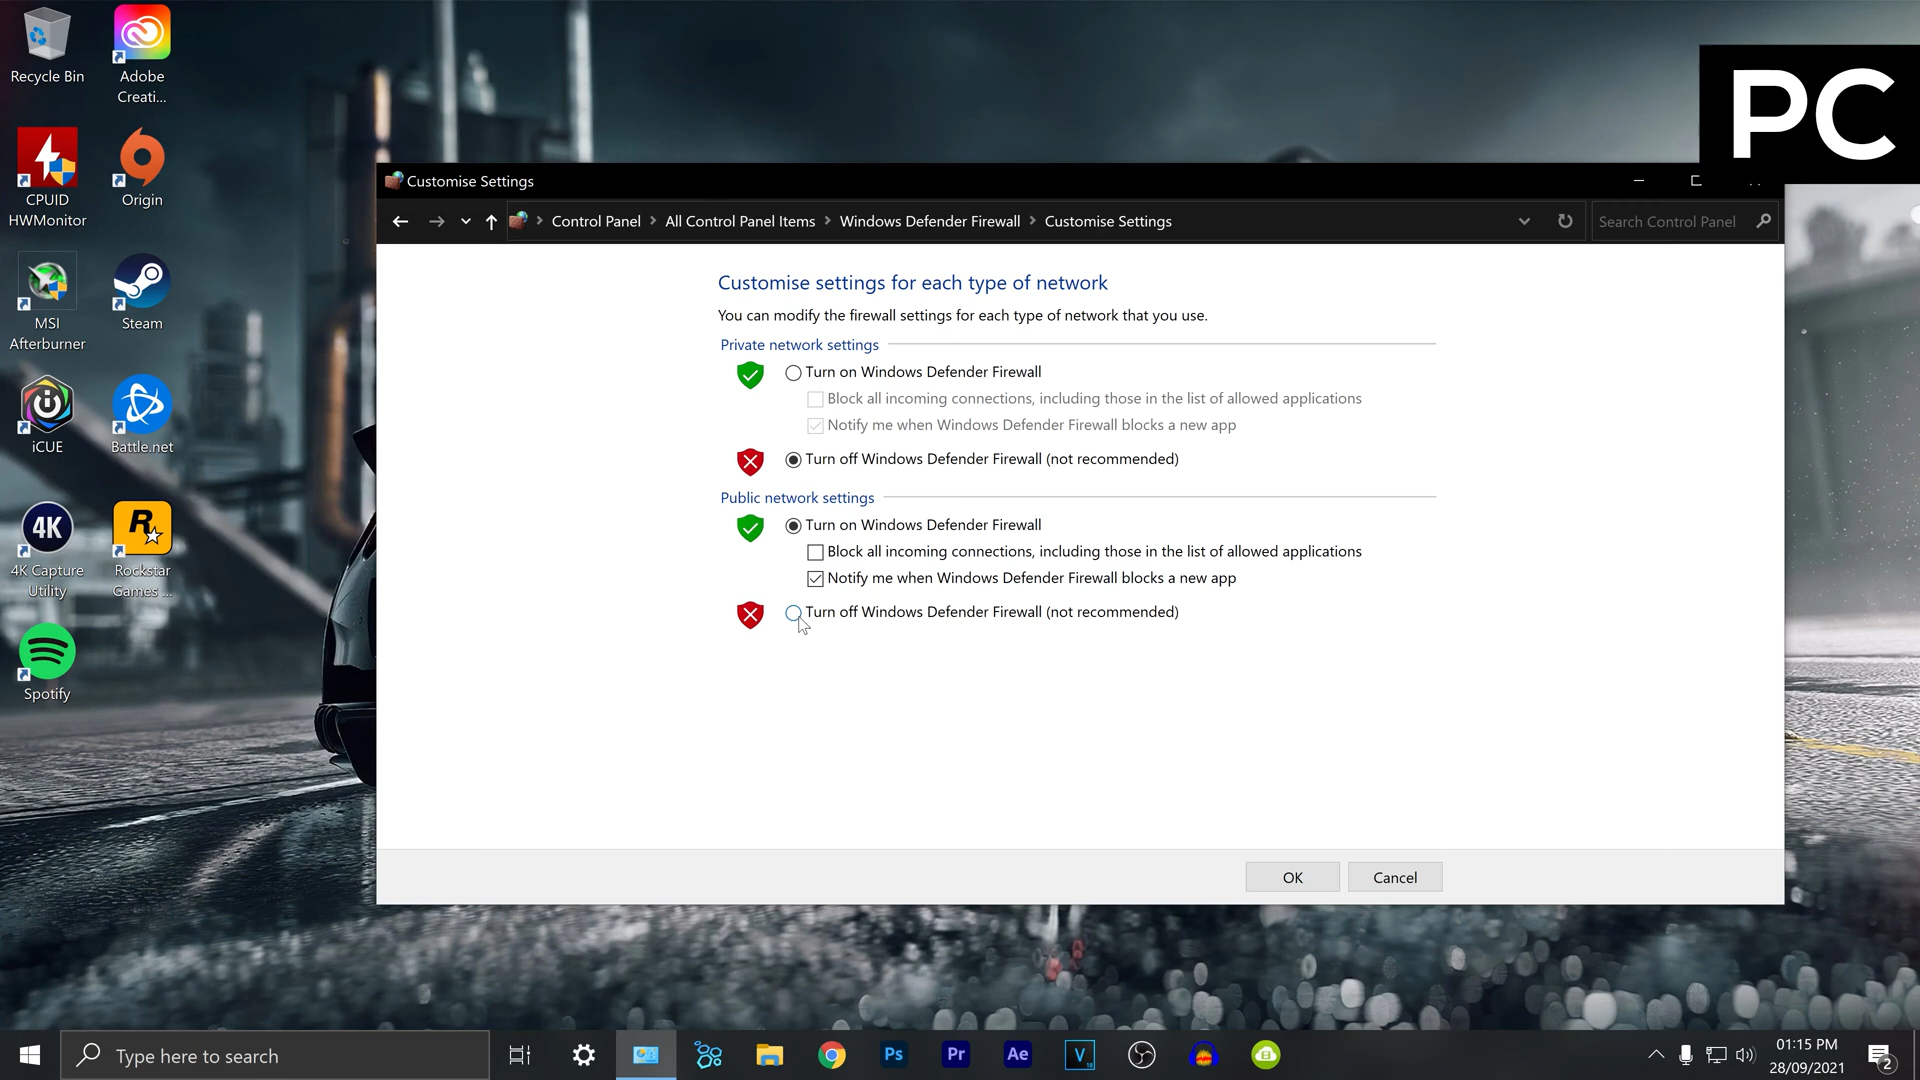 PC
Recycle Bin
Adobe
Creati...
CPUID
HWMonitor
Origin
MSI
Afterburner
Steam
iCUE
Battle.net
4K
4K Capture
Utility
R
Rockstar
Games ...
Spotify
Customise Settings
Control Panel > All Control Panel Items > Windows Defender Firewall > Customise Settings
Search Control Panel
Customise settings for each type of network
You can modify the firewall settings for each type of network that you use.
Private network settings
Turn on Windows Defender Firewall
Block all incoming connections, including those in the list of allowed applications
Notify me when Windows Defender Firewall blocks a new app
Turn off Windows Defender Firewall (not recommended)
Public network settings
Turn on Windows Defender Firewall
Block all incoming connections, including those in the list of allowed applications
Notify me when Windows Defender Firewall blocks a new app
Turn off Windows Defender Firewall (not recommended)
OK
Cancel
Type here to search
Ps
Pr
Ae
V
01:15 PM
28/09/2021
2